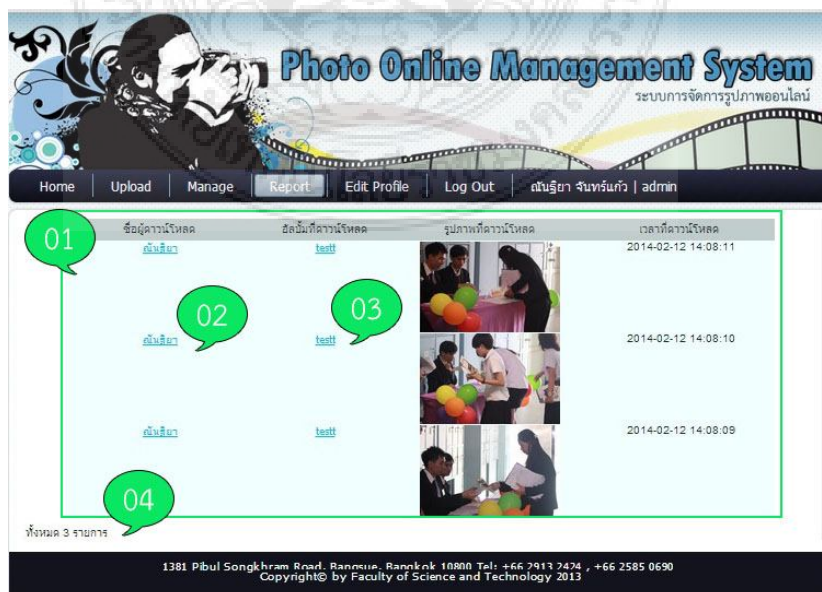 Photo Online Management System
ระบบการจัดการรูปภาพออนไลน์
Home Upload Manage Report Edit Profile Log Out ณันฐิยา จันทร์แก้ว | admin
ชื่อผู้ดาวน์โหลด อัลบั้มที่ดาวน์โหลด รูปภาพที่ดาวน์โหลด เวลาที่ดาวน์โหลด
01
ณันฐิยา testt 2014-02-12 14:08:11
02
03
ณันฐิยา testt 2014-02-12 14:08:10
ณันฐิยา testt 2014-02-12 14:08:09
04
ทั้งหมด 3 รายการ
1381 Pibul Songkhram Road, Bangsue, Bangkok 10800 Tel: +66 2913 2424 , +66 2585 0690
Copyright© by Faculty of Science and Technology 2013